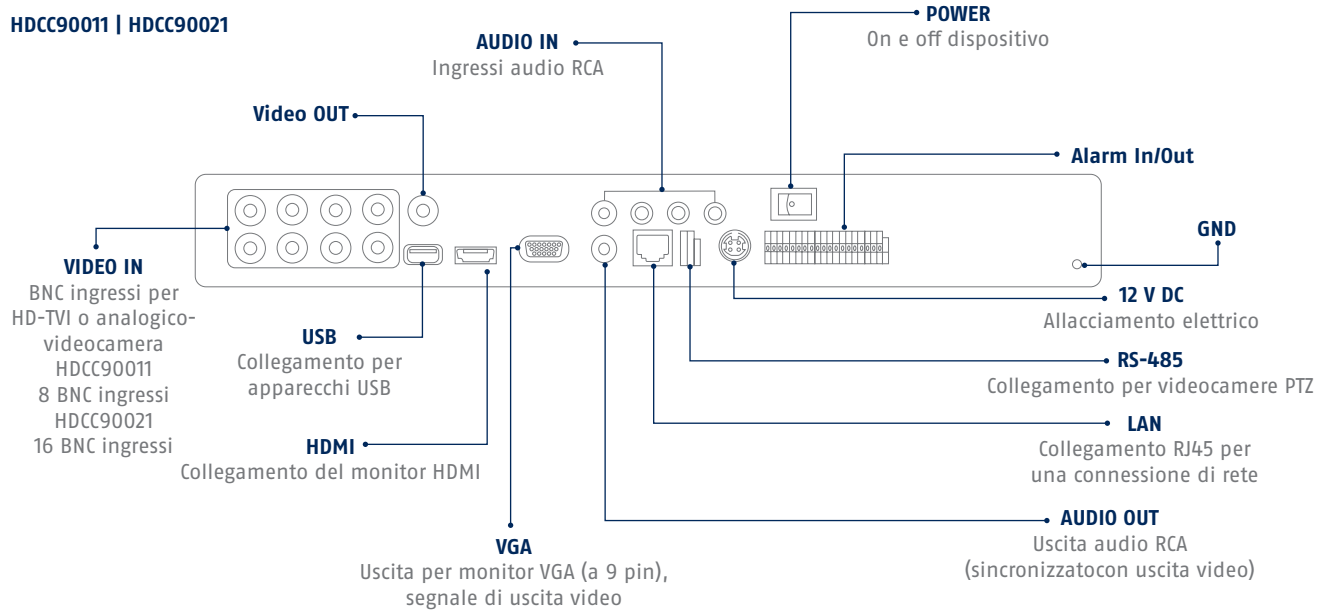 HDCC90011 | HDCC90021
POWER
On e off dispositivo
AUDIO IN
Ingressi audio RCA
Video OUT
Alarm In/Out
GND
VIDEO IN
BNC ingressi per
HD-TVI o analogico-
videocamera
HDCC90011
8 BNC ingressi
HDCC90021
16 BNC ingressi
USB
Collegamento per
apparecchi USB
HDMI
Collegamento del monitor HDMI
VGA
Uscita per monitor VGA (a 9 pin),
segnale di uscita video
12 V DC
Allacciamento elettrico
RS-485
Collegamento per videocamere PTZ
LAN
Collegamento RJ45 per
una connessione di rete
AUDIO OUT
Uscita audio RCA
(sincronizzatocon uscita video)